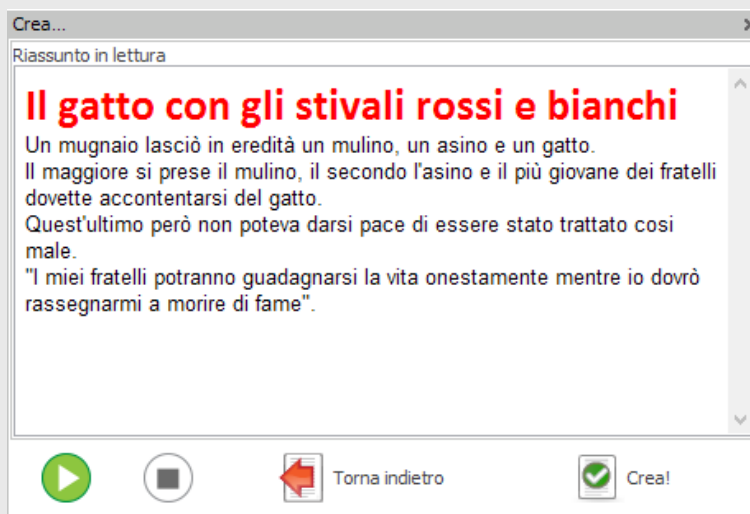 Crea...
Riassunto in lettura
Il gatto con gli stivali rossi e bianchi
Un mugnaio lasciò in eredità un mulino, un asino e un gatto.
Il maggiore si prese il mulino, il secondo l'asino e il più giovane dei fratelli
dovette accontentarsi del gatto.
Quest'ultimo però non poteva darsi pace di essere stato trattato cosi
male.
"I miei fratelli potranno guadagnarsi la vita onestamente mentre io dovrò
rassegnarmi a morire di fame".
Torna indietro
Crea!